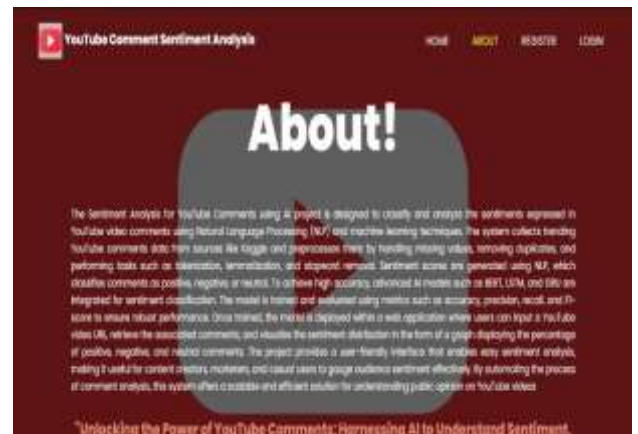 YouTube Comment Sentiment Analysis
HOME ABOUT REGISTER LOGIN
About!
The Sentiment Analysis for YouTube Comments using AI project is designed to classify and analyze the sentiments expressed in
YouTube video comments using Natural Language Processing (NLP) and machine learning techniques. The system collects trending
YouTube comments data from sources like Kaggle and preprocesses them by handling missing values, removing duplicates, and
performing tasks such as tokenization, lemmatization, and stopword removal. Sentiment scores are generated using NLP, which
classifies comments as positive, negative, or neutral. To achieve high accuracy, advanced AI models such as BERT, LSTM, and GRU are
integrated for sentiment classification. The model is trained and evaluated using metrics such as accuracy, precision, recall, and F1-
score to ensure robust performance. Once trained, the model is deployed within a web application where users can input a YouTube
video URL, retrieve the associated comments, and visualize the sentiment distribution in the form of a graph displaying the percentage
of positive, negative, and neutral comments. The project provides a user-friendly interface that enables easy sentiment analysis,
making it useful for content creators, marketers, and casual users to gauge audience sentiment effectively. By automating the process
of comment analysis, this system offers a scalable and efficient solution for understanding public opinion on YouTube videos
"Unlocking the Power of YouTube Comments: Harnessing AI to Understand Sentiment,